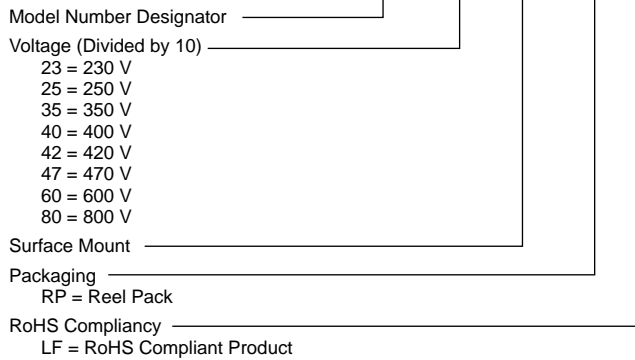 Model Number Designator
Voltage (Divided by 10)
23 = 230 V
25 = 250 V
35 = 350 V
40 = 400 V
42 = 420 V
47 = 470 V
60 = 600 V
80 = 800 V
Surface Mount
Packaging
RP = Reel Pack
RoHS Compliancy
LF = RoHS Compliant Product